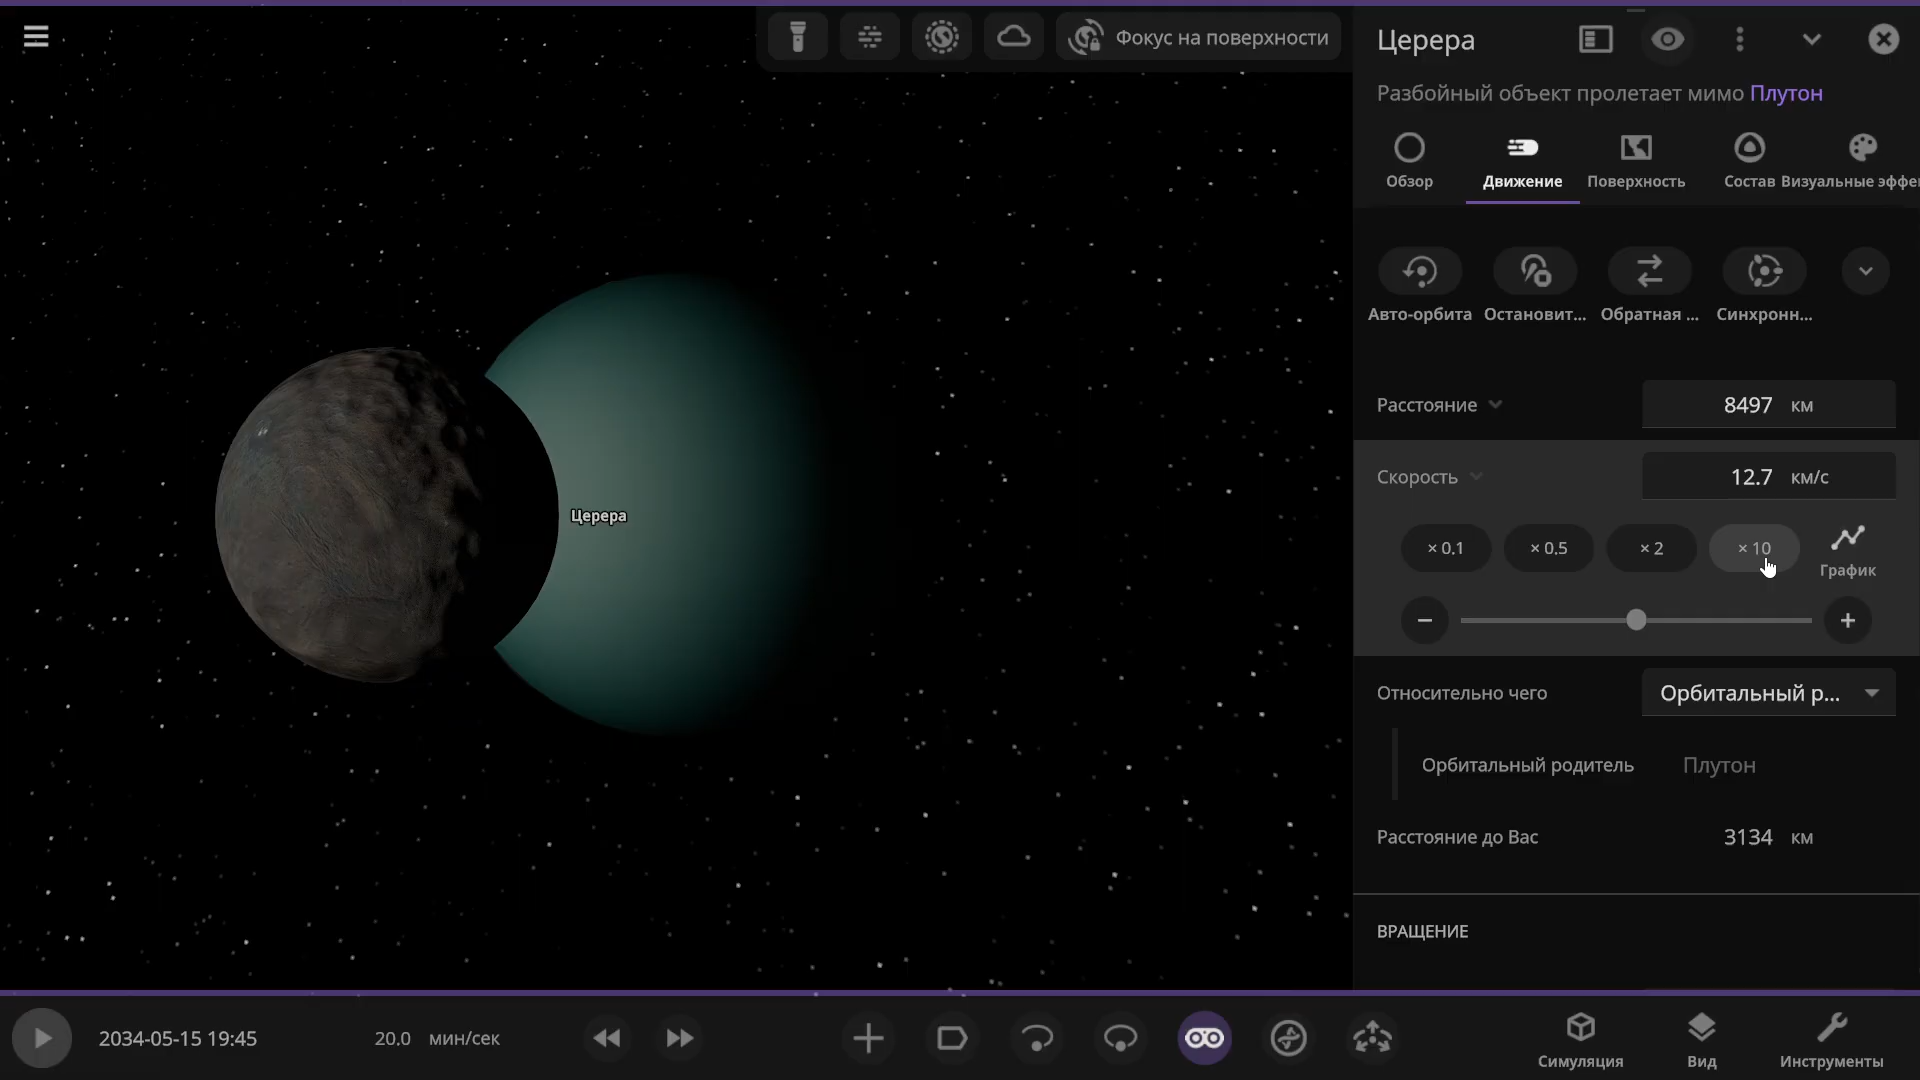 Фокус на поверхности
Церера
Разбойный объект пролетает мимо Плутон
Обзор
Движение
Поверхность
Состав
Визуальные эффе
Авто-орбита
Остановит...
Обратная ...
Синхронн...
Расстояние
8497 км
Скорость
12.7 км/с
× 0.1
× 0.5
× 2
× 10
График
Относительно чего
Орбитальный р...
Орбитальный родитель
Плутон
Расстояние до Вас
3134 км
ВРАЩЕНИЕ
Церера
2034-05-15 19:45
20.0 мин/сек
Симуляция
Вид
Инструменты